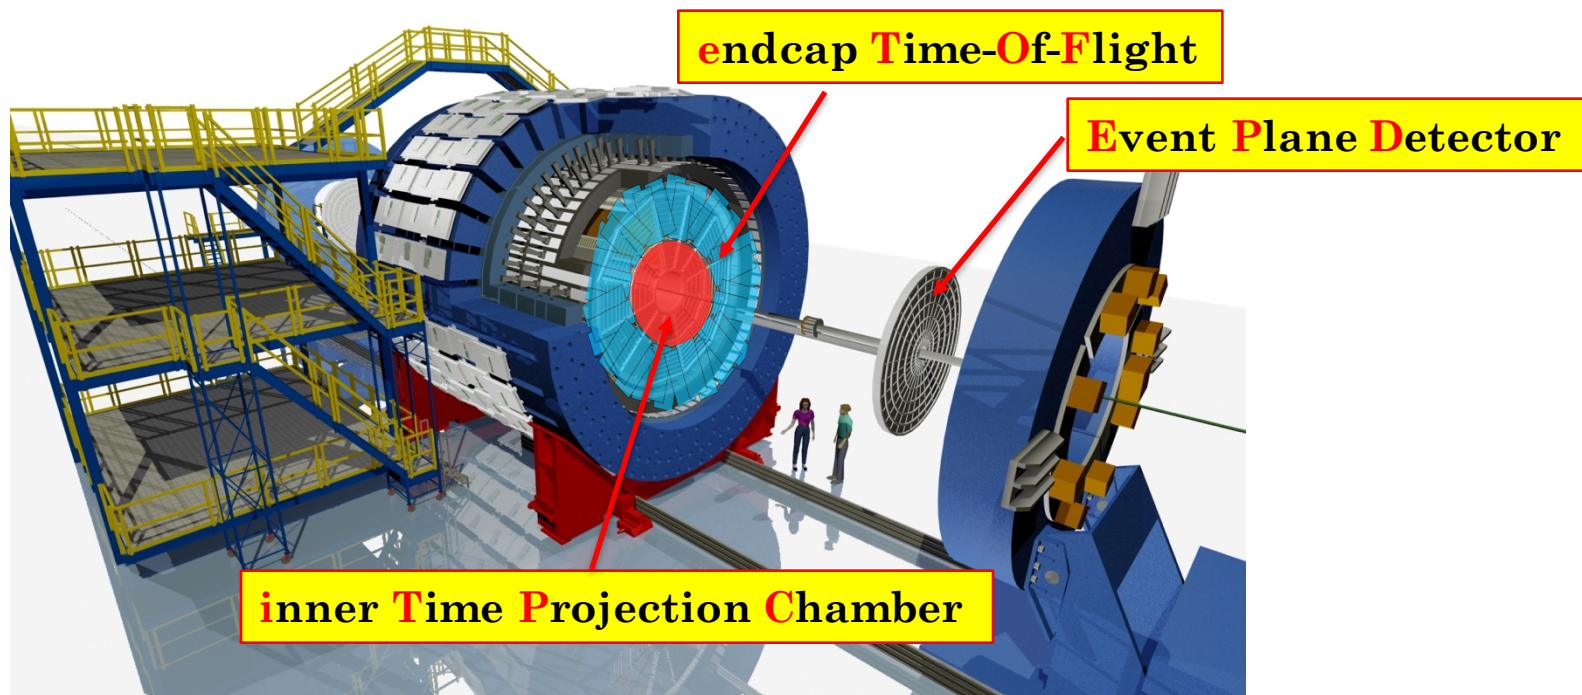 endcap Time-Of-Flight
Event Plane Detector
inner Time Projection Chamber